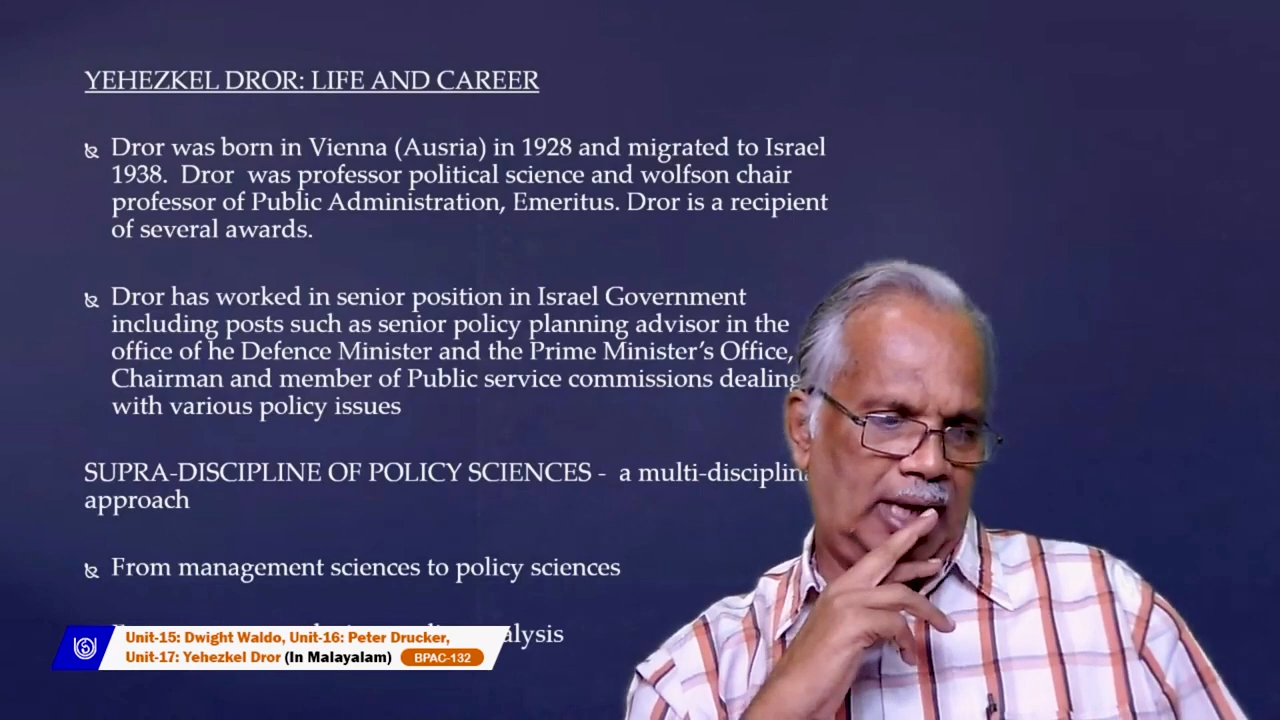 YEHEZKEL DROR: LIFE AND CAREER
Dror was born in Vienna (Ausria) in 1928 and migrated to Israel
1938. Dror was professor political science and wolfson chair
professor of Public Administration, Emeritus. Dror is a recipient
of several awards.
Dror has worked in senior position in Israel Government
including posts such as senior policy planning advisor in the
office of he Defence Minister and the Prime Minister's Office,
Chairman and member of Public service commissions dealing
with various policy issues
SUPRA-DISCIPLINE OF POLICY SCIENCES - a multi-
approach
From management sciences to policy sciences
Unit-15: Dwight Waldo, Unit-16: Peter Drucker,
Unit-17: Yehezkel Dror (In Malayalam) BPAC-132